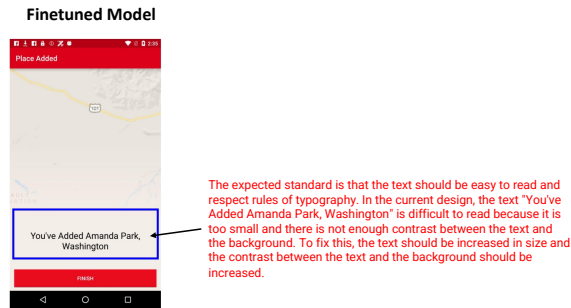 Finetuned Model
2:35
Place Added
101
You've Added Amanda Park,
Washington
FINISH
The expected standard is that the text should be easy to read and
respect rules of typography. In the current design, the text "You've
Added Amanda Park, Washington" is difficult to read because it is
too small and there is not enough contrast between the text and
the background. To fix this, the text should be increased in size and
the contrast between the text and the background should be
increased.